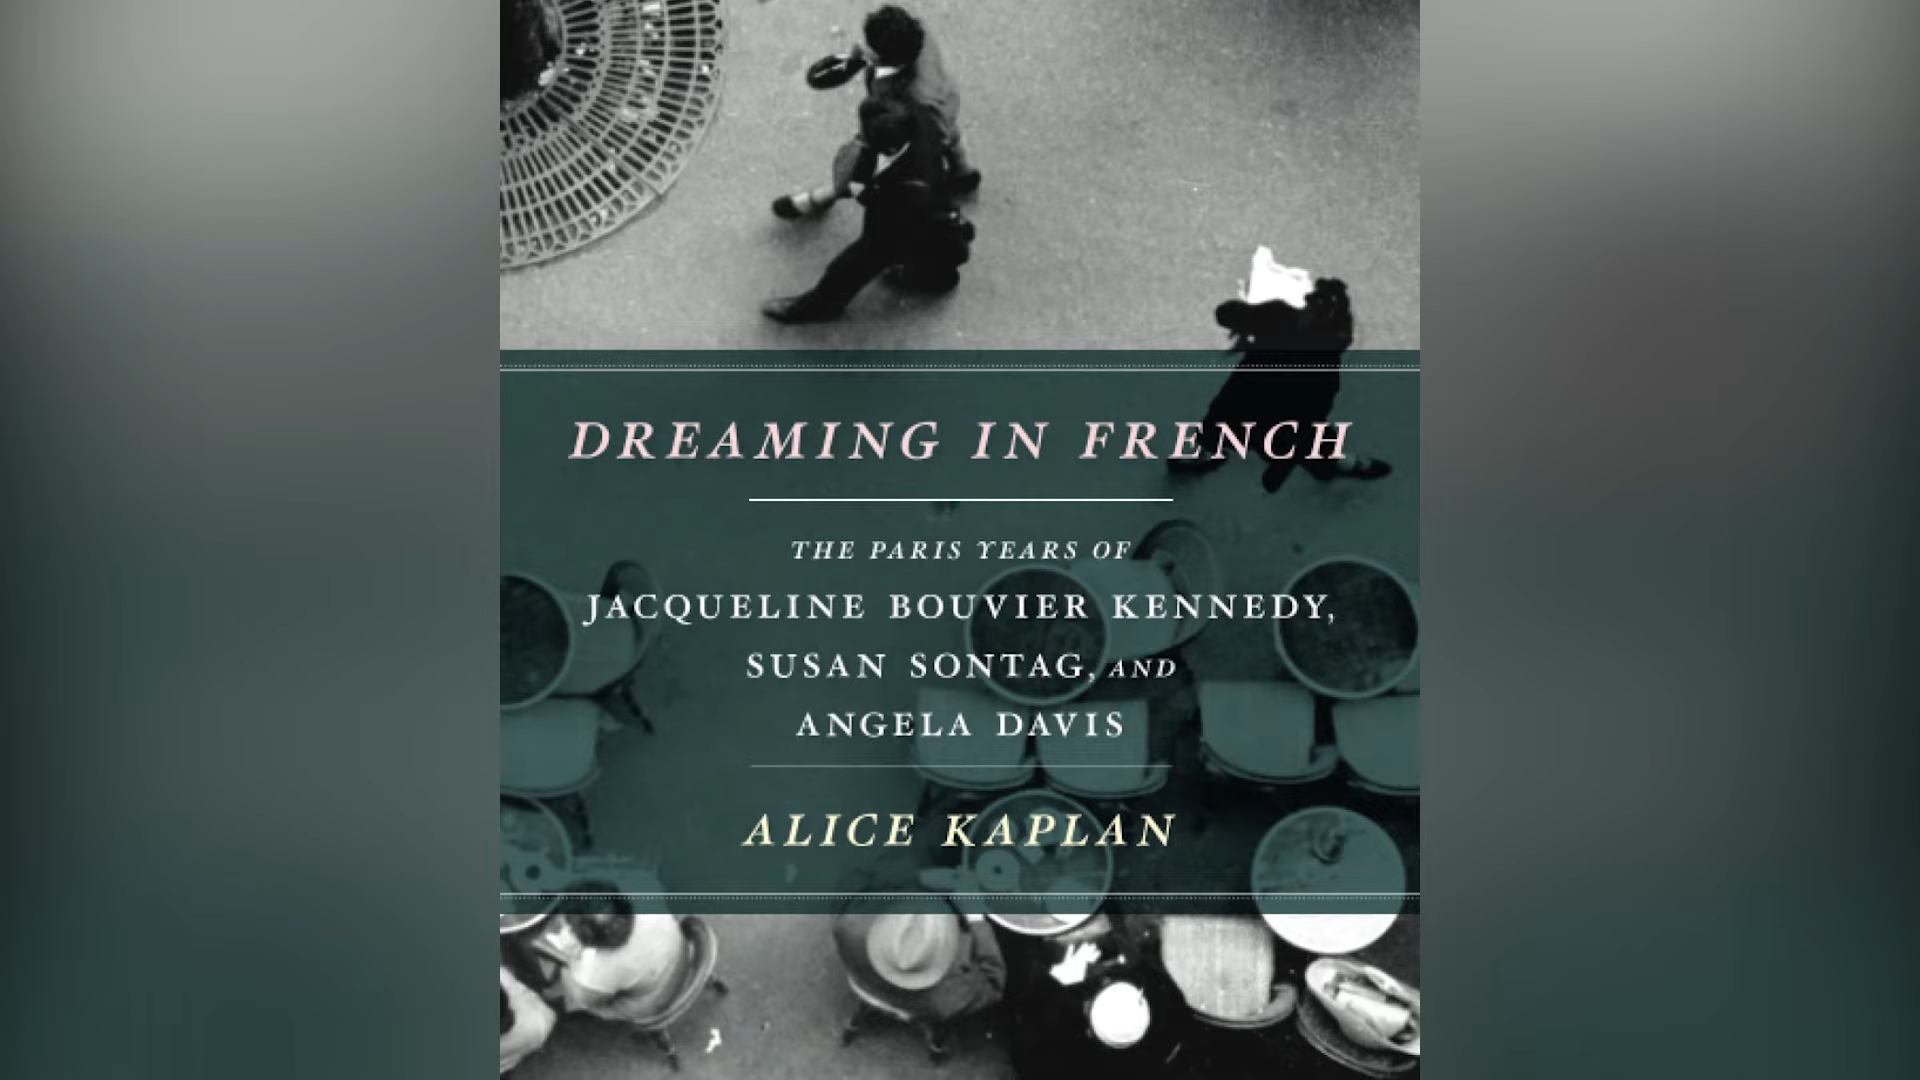 DREAMING IN FRENCH
THE PARIS YEARS OF
JACQUELINE BOUVIER KENNEDY,
SUSAN SONTAG, AND
ANGELA DAVIS
ALICE KAPLAN